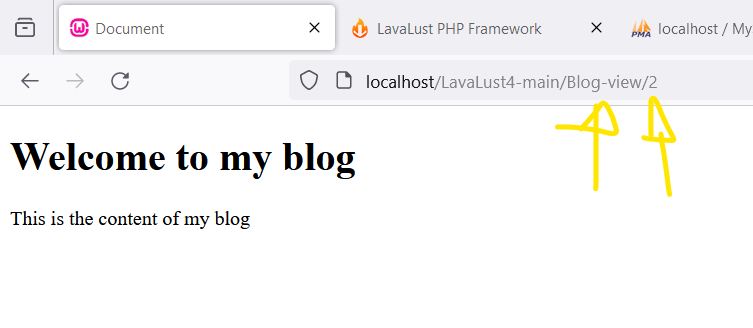 Document
LavaLust PHP Framework
PMA
localhost / My
localhost/LavaLust4-main/Blog-view/2
Welcome to my blog
This is the content of my blog